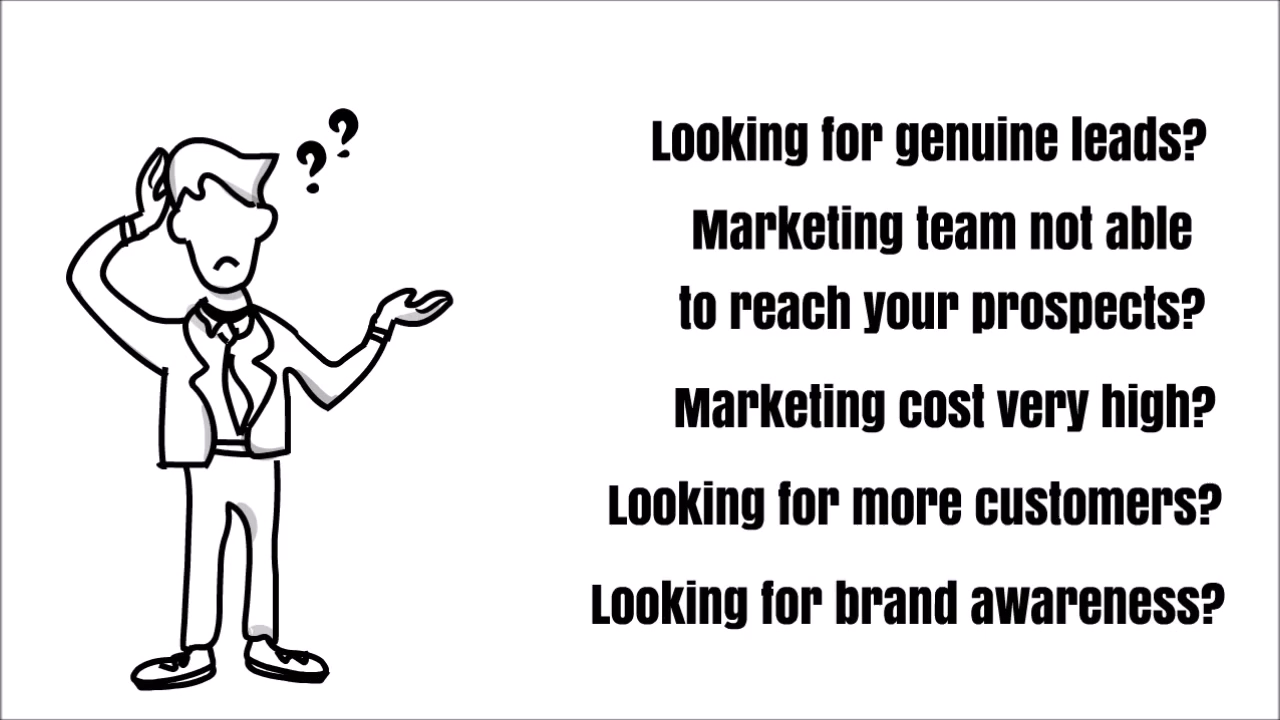 ? ?
Looking for genuine leads?
Marketing team not able
to reach your prospects?
Marketing cost very high?
Looking for more customers?
Looking for brand awareness?